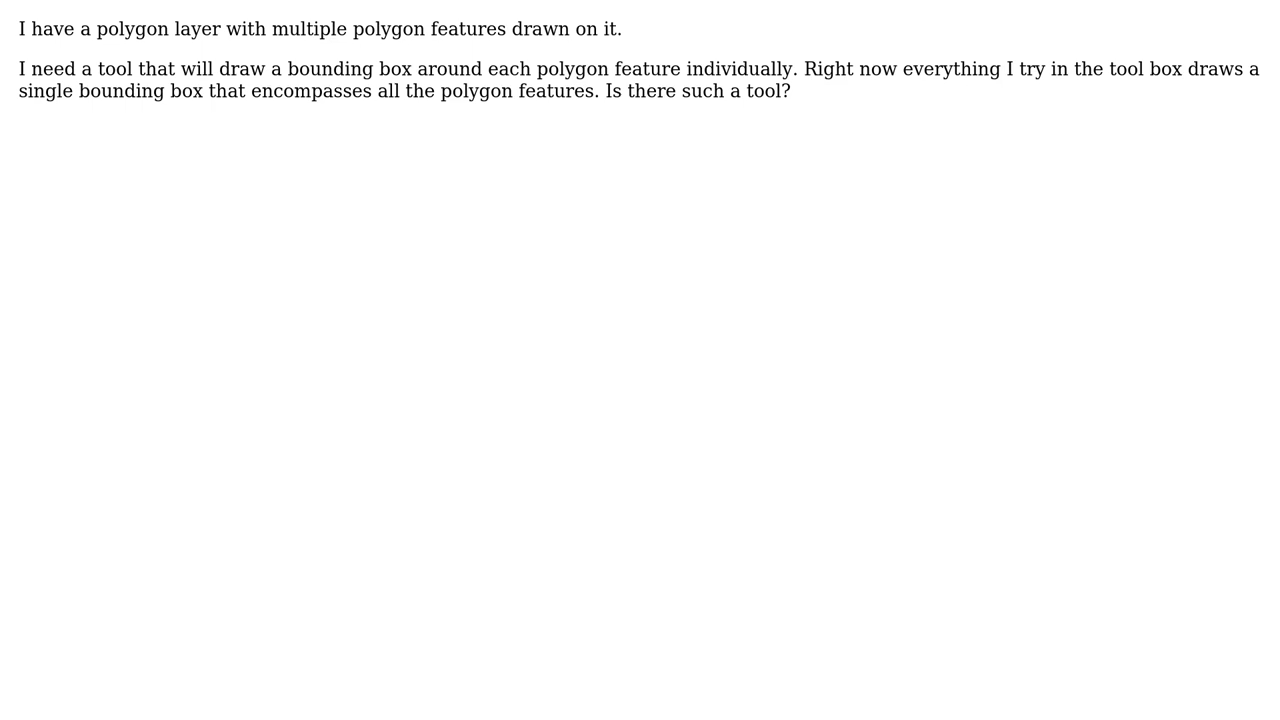 I have a polygon layer with multiple polygon features drawn on it.
I need a tool that will draw a bounding box around each polygon feature individually. Right now everything I try in the tool box draws a
single bounding box that encompasses all the polygon features. Is there such a tool?